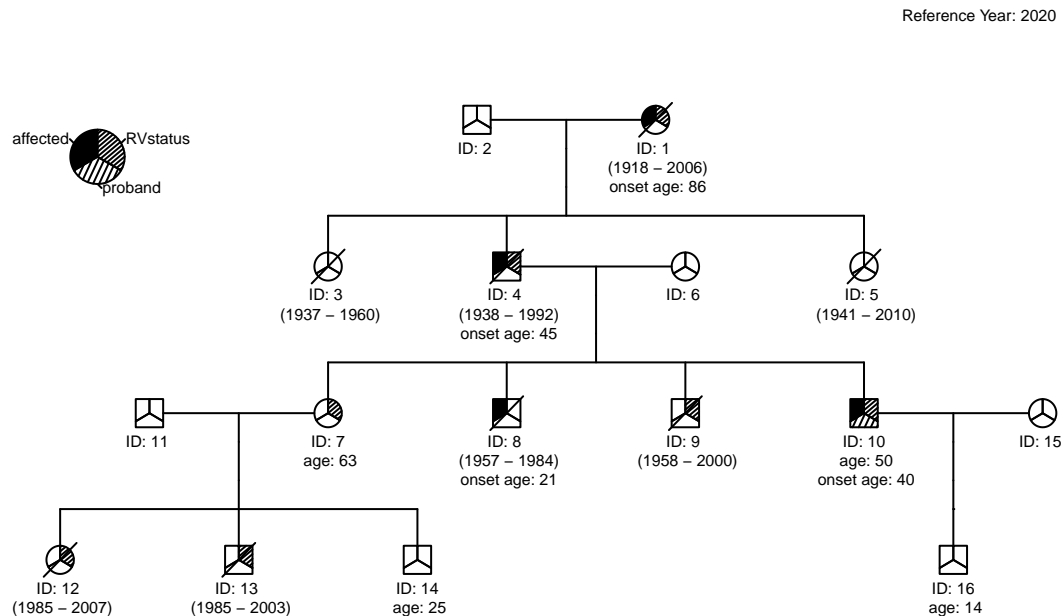 Reference Year: 2020
affected
RVstatus
proband
ID: 2
ID: 1
(1918 – 2006)
onset age: 86
ID: 3
(1937 – 1960)
ID: 4
(1938 – 1992)
onset age: 45
ID: 6
ID: 5
(1941 – 2010)
ID: 11
ID: 7
age: 63
ID: 8
(1957 – 1984)
onset age: 21
ID: 9
(1958 – 2000)
ID: 10
age: 50
onset age: 40
ID: 15
ID: 12
(1985 – 2007)
ID: 13
(1985 – 2003)
ID: 14
age: 25
ID: 16
age: 14